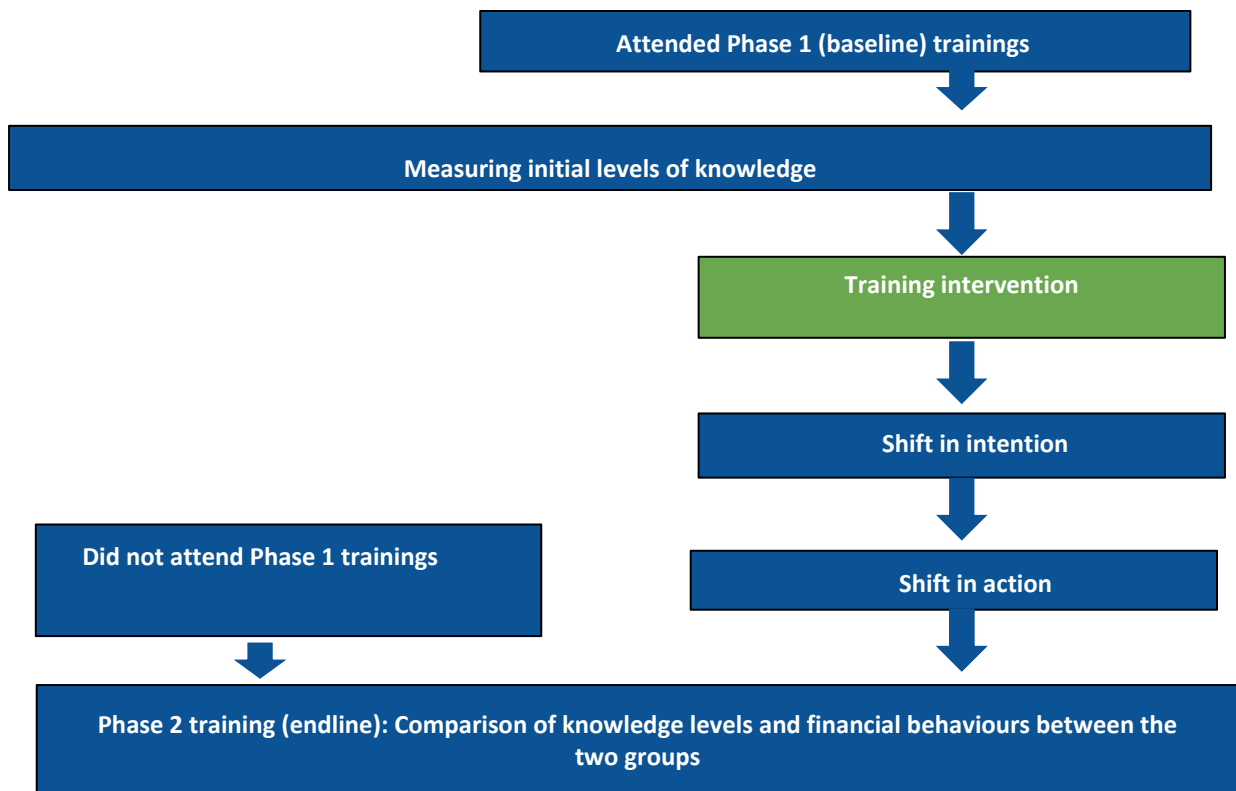 Attended Phase 1 (baseline) trainings
Measuring initial levels of knowledge
Training intervention
Shift in intention
Did not attend Phase 1 trainings
Shift in action
Phase 2 training (endline): Comparison of knowledge levels and financial behaviours between the
two groups